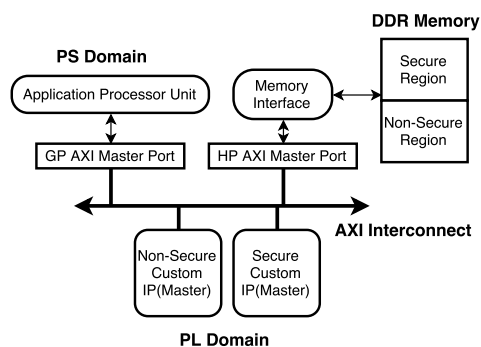 DDR Memory
PS Domain
Application Processor Unit
Memory
Interface
Secure
Region
Non-Secure
Region
GP AXI Master Port
HP AXI Master Port
AXI Interconnect
Non-Secure
Custom
IP(Master)
Secure
Custom
IP(Master)
PL Domain